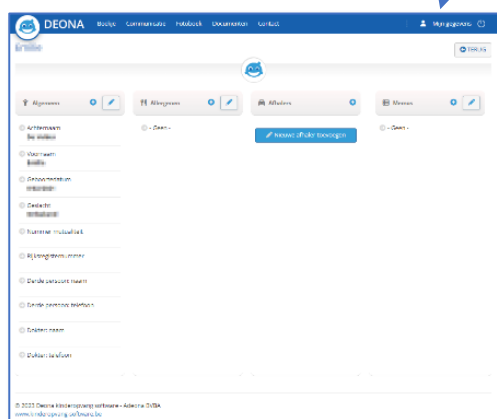 DEONA Boekje Communicatie Fotoboek Documenten Contact Mijn gegevens
TERUG
Algemeen Allergieën Afhalers Menus
Achternaam
Voornaam
Geboortedatum
Geslacht
Nummer mutualiteit
Rijksregisternummer
Derde persoon: naam
Derde persoon: telefoon
Dokter: naam
Dokter: telefoon
- Geen -
Nieuwe afhaler toevoegen
- Geen -
© 2023 Deona kinderopvang software - Adeona BVBA
www.kinderopvang-software.be